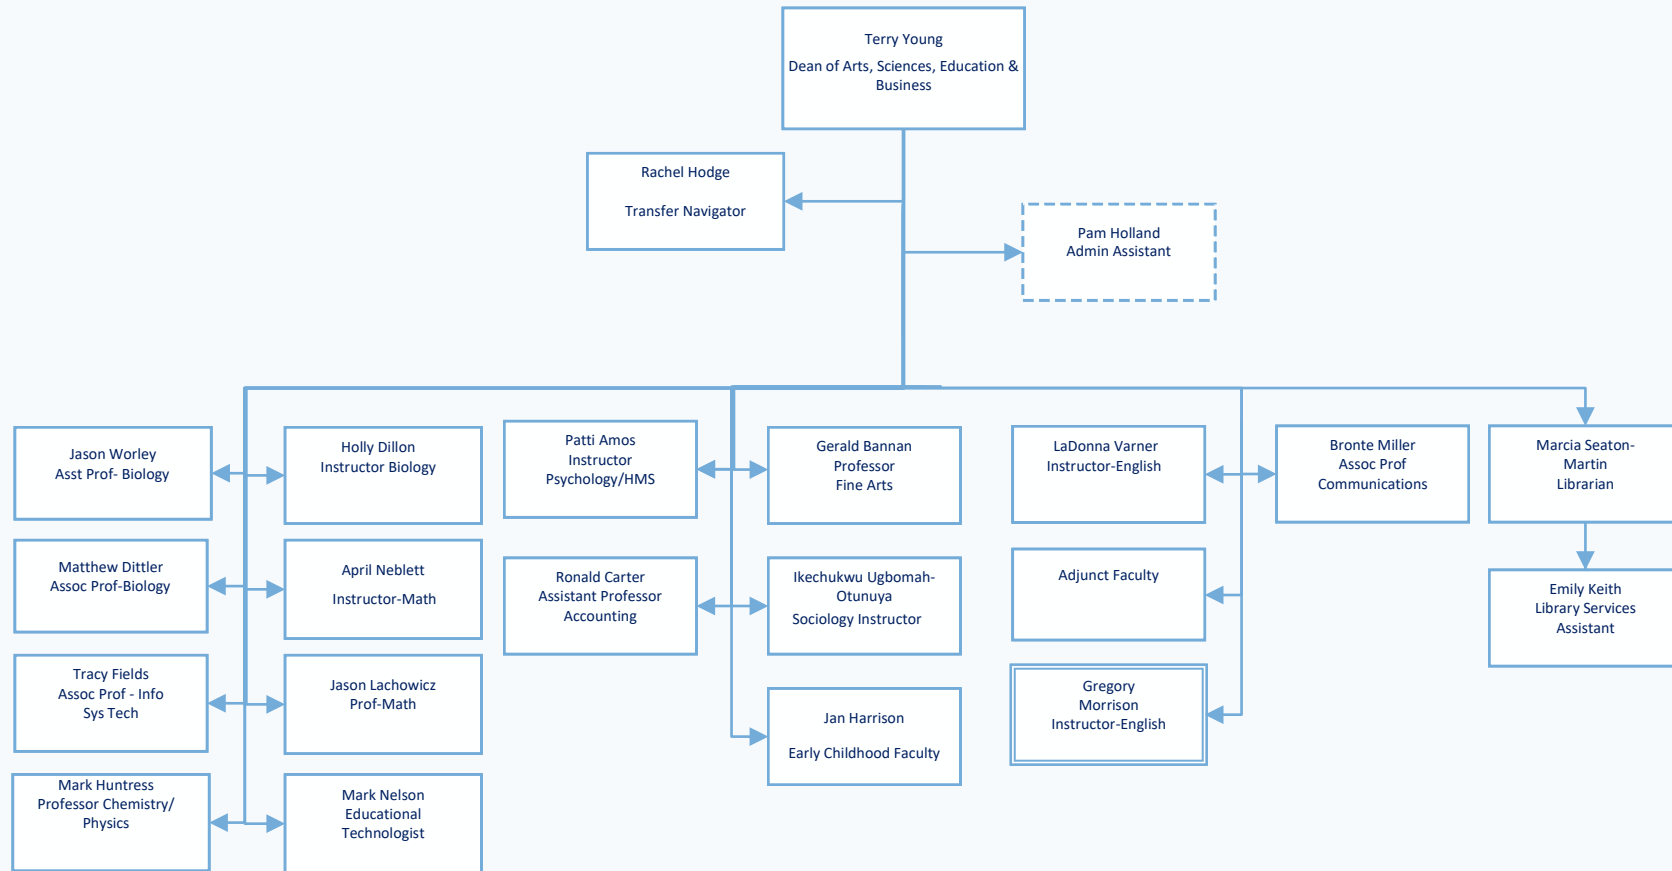 Terry Young
Dean of Arts, Sciences, Education &
Business
Rachel Hodge
Transfer Navigator
Pam Holland
Admin Assistant
Jason Worley
Asst Prof- Biology
Holly Dillon
Instructor Biology
Patti Amos
Instructor
Psychology/HMS
Gerald Bannan
Professor
Fine Arts
LaDonna Varner
Instructor-English
Bronte Miller
Assoc Prof
Communications
Marcia Seaton-
Martin
Librarian
Matthew Dittler
Assoc Prof-Biology
April Neblett
Instructor-Math
Ronald Carter
Assistant Professor
Accounting
Ikechukwu Ugbomah-
Otunuya
Sociology Instructor
Adjunct Faculty
Emily Keith
Library Services
Assistant
Tracy Fields
Assoc Prof - Info
Sys Tech
Jason Lachowicz
Prof-Math
Jan Harrison
Early Childhood Faculty
Gregory
Morrison
Instructor-English
Mark Huntress
Professor Chemistry/
Physics
Mark Nelson
Educational
Technologist